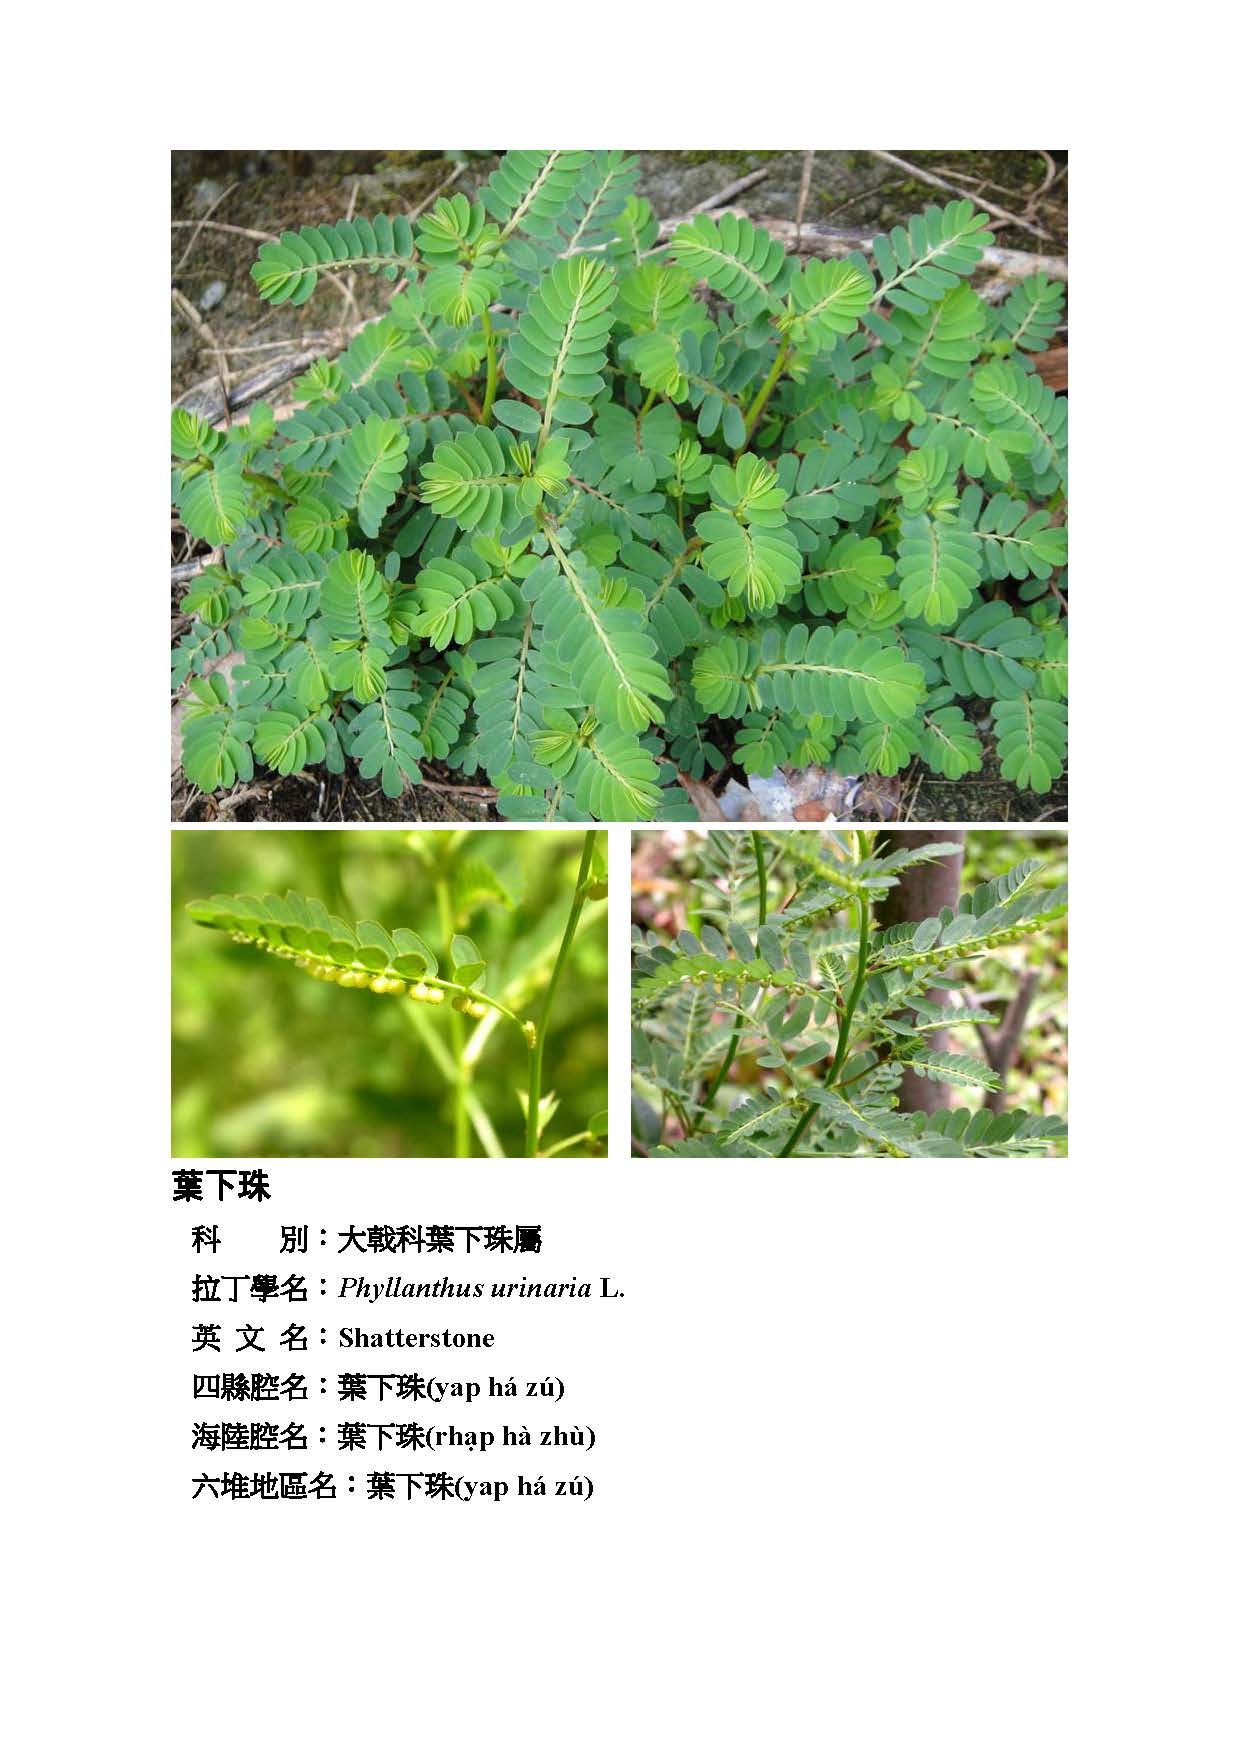 葉下珠
科　　別：大戟科葉下珠屬
拉丁學名：Phyllanthus urinaria L.
英 文 名：Shatterstone
四縣腔名：葉下珠(yap há zú)
海陸腔名：葉下珠(rhạp hà zhù)
六堆地區名：葉下珠(yap há zú)